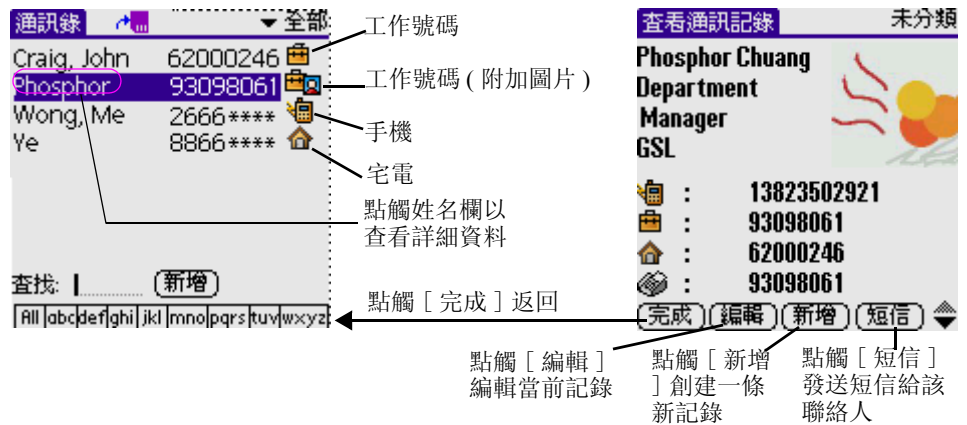 通訊錄
全部
Craig, John 62000246
Phosphor 93098061
Wong, Me 2666****
Ye 8866****
查找: 新增
All abc def ghi jkl mno pqrs tuv wxyz
工作號碼
工作號碼 ( 附加圖片 )
手機
宅電
點觸姓名欄以
查看詳細資料
點觸［完成］返回
查看通訊記錄
未分類
Phosphor Chuang
Department
Manager
GSL
: 13823502921
: 93098061
: 62000246
: 93098061
完成 編輯 新增 短信
點觸［編輯］
編輯當前記錄
點觸［新增
］創建一條
新記錄
點觸［短信］
發送短信給該
聯絡人